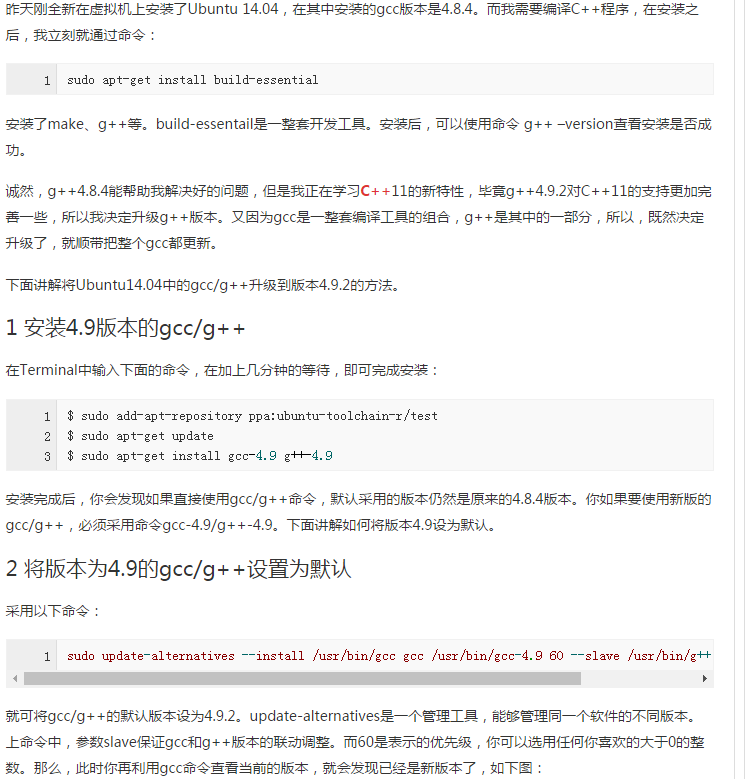 昨天刚全新在虚拟机上安装了Ubuntu 14.04，在其中安装的gcc版本是4.8.4。而我需要编译C++程序，在安装之
后，我立刻就通过命令：
1 sudo apt-get install build-essential
安装了make、g++等。build-essentail是一整套开发工具。安装后，可以使用命令 g++ –version查看安装是否成
功。
诚然，g++4.8.4能帮助我解决好的问题，但是我正在学习C++11的新特性，毕竟g++4.9.2对C++11的支持更加完
善一些，所以我决定升级g++版本。又因为gcc是一整套编译工具的组合，g++是其中的一部分，所以，既然决定
升级了，就顺带把整个gcc都更新。
下面讲解将Ubuntu14.04中的gcc/g++升级到版本4.9.2的方法。
1 安装4.9版本的gcc/g++
在Terminal中输入下面的命令，在加上几分钟的等待，即可完成安装：
1 $ sudo add-apt-repository ppa:ubuntu-toolchain-r/test
2 $ sudo apt-get update
3 $ sudo apt-get install gcc-4.9 g++-4.9
安装完成后，你会发现如果直接使用gcc/g++命令，默认采用的版本仍然是原来的4.8.4版本。你如果要使用新版的
gcc/g++，必须采用命令gcc-4.9/g++-4.9。下面讲解如何将版本4.9设为默认。
2 将版本为4.9的gcc/g++设置为默认
采用以下命令：
1 sudo update-alternatives --install /usr/bin/gcc gcc /usr/bin/gcc-4.9 60 --slave /usr/bin/g++
就可将gcc/g++的默认版本设为4.9.2。update-alternatives是一个管理工具，能够管理同一个软件的不同版本。
上命令中，参数slave保证gcc和g++版本的联动调整。而60是表示的优先级，你可以选用任何你喜欢的大于0的整
数。那么，此时你再利用gcc命令查看当前的版本，就会发现已经是新版本了，如下图：